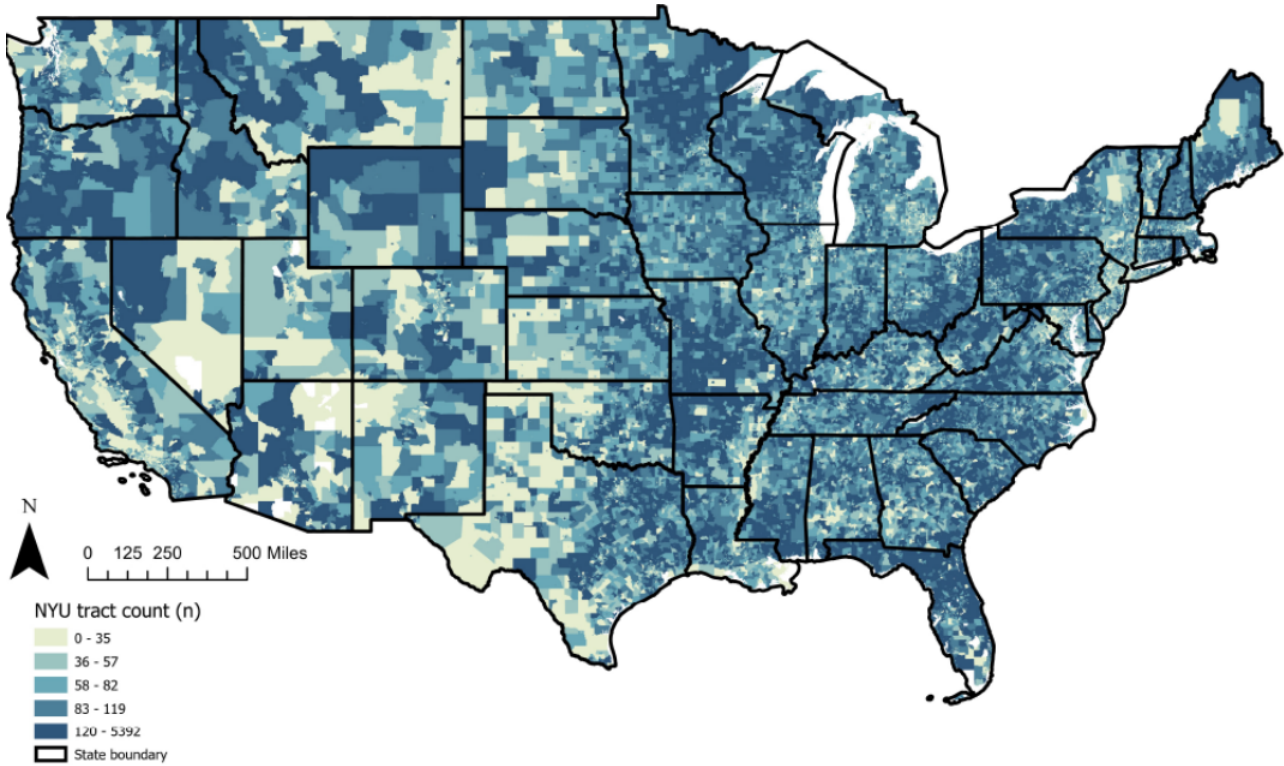 N
0 125 250 500 Miles
NYU tract count (n)
0 - 35
36 - 57
58 - 82
83 - 119
120 - 5392
State boundary